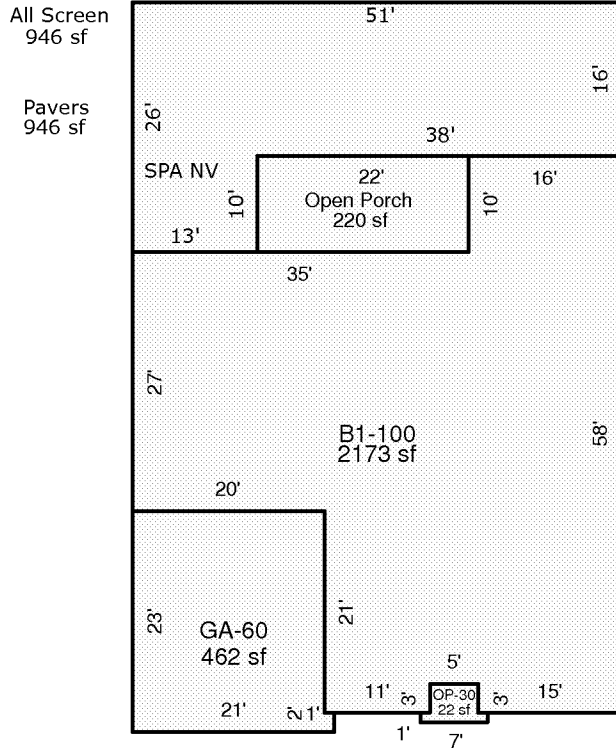 All Screen
946 sf
51'
Pavers
946 sf
26'
16'
38'
SPA NV
22'
16'
Open Porch
220 sf
10'
10'
13'
35'
27'
B1-100
2173 sf
58'
20'
23'
GA-60
462 sf
21'
5'
11'
3'
OP-30
22 sf
3'
15'
21'
2'
1'
1'
7'